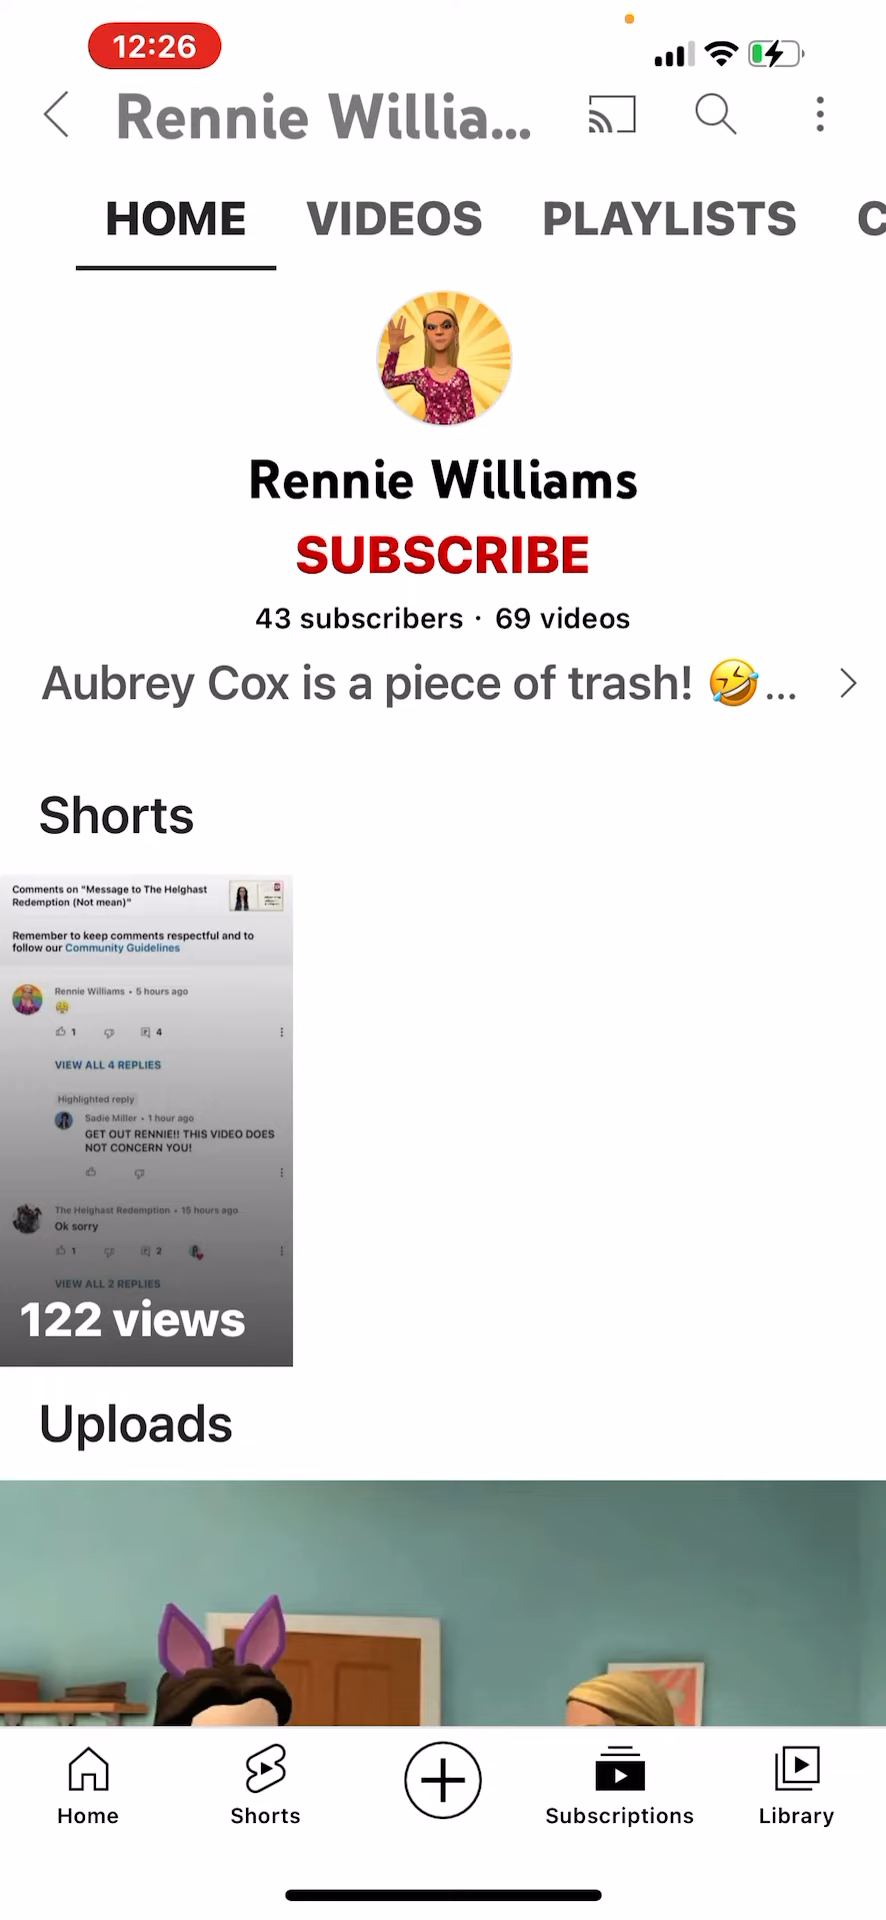 12:26
Rennie Willia...
HOME VIDEOS PLAYLISTS C
Rennie Williams
SUBSCRIBE
43 subscribers · 69 videos
Aubrey Cox is a piece of trash! 🤣...
Shorts
Comments on "Message to The Helghast
Redemption (Not mean)"
Remember to keep comments respectful and to
follow our Community Guidelines
Rennie Williams • 5 hours ago
1 4
VIEW ALL 4 REPLIES
Highlighted reply
Sadie Miller • 1 hour ago
GET OUT RENNIE!! THIS VIDEO DOES
NOT CONCERN YOU!
The Helghast Redemption • 15 hours ago
Ok sorry
1 2
VIEW ALL 2 REPLIES
122 views
Uploads
Home Shorts Subscriptions Library